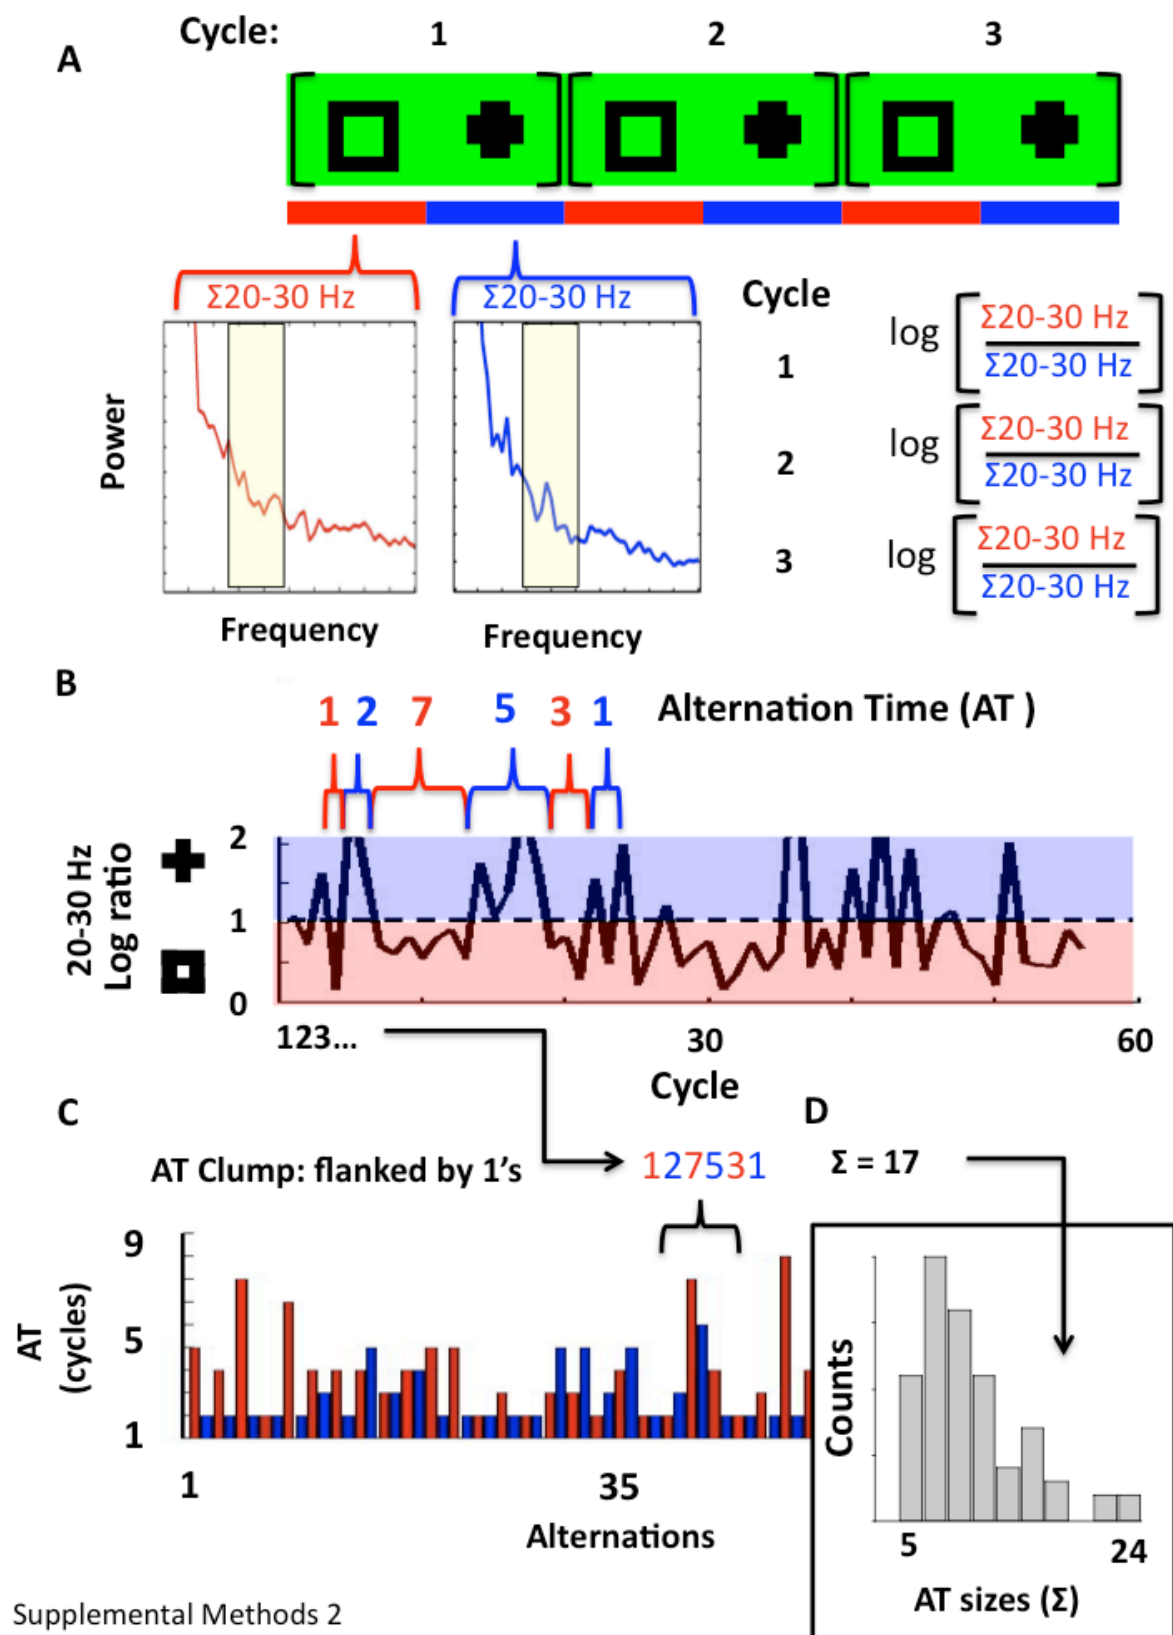 Cycle: 1 2 3
A
Σ20-30 Hz
Σ20-30 Hz
Power
Frequency
Frequency
Cycle
1
log [Σ20-30 Hz
Σ20-30 Hz]
2
log [Σ20-30 Hz
Σ20-30 Hz]
3
log [Σ20-30 Hz
Σ20-30 Hz]
B
1 2 7 5 3 1
Alternation Time (AT )
20-30 Hz
Log ratio
2
1
0
123...
30
60
Cycle
C
AT Clump: flanked by 1's
127531
D
Σ = 17
AT
(cycles)
9
5
1
1
35
Alternations
Counts
5
24
AT sizes (Σ)
Supplemental Methods 2